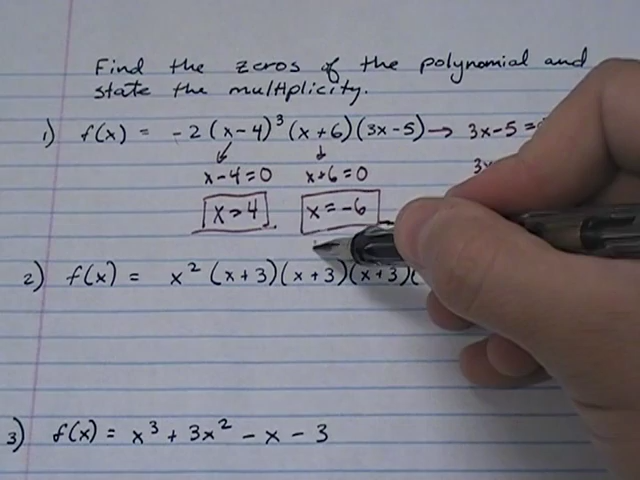 Find the zeros of the polynomial and
state the multiplicity.
1) f(x) = -2(x-4)³(x+6)(3x-5) → 3x-5=
x-4=0 x+6=0 3x
x=4 x=-6
2) f(x) = x²(x+3)(x+3)(x+3)(
3) f(x) = x³+3x²-x-3